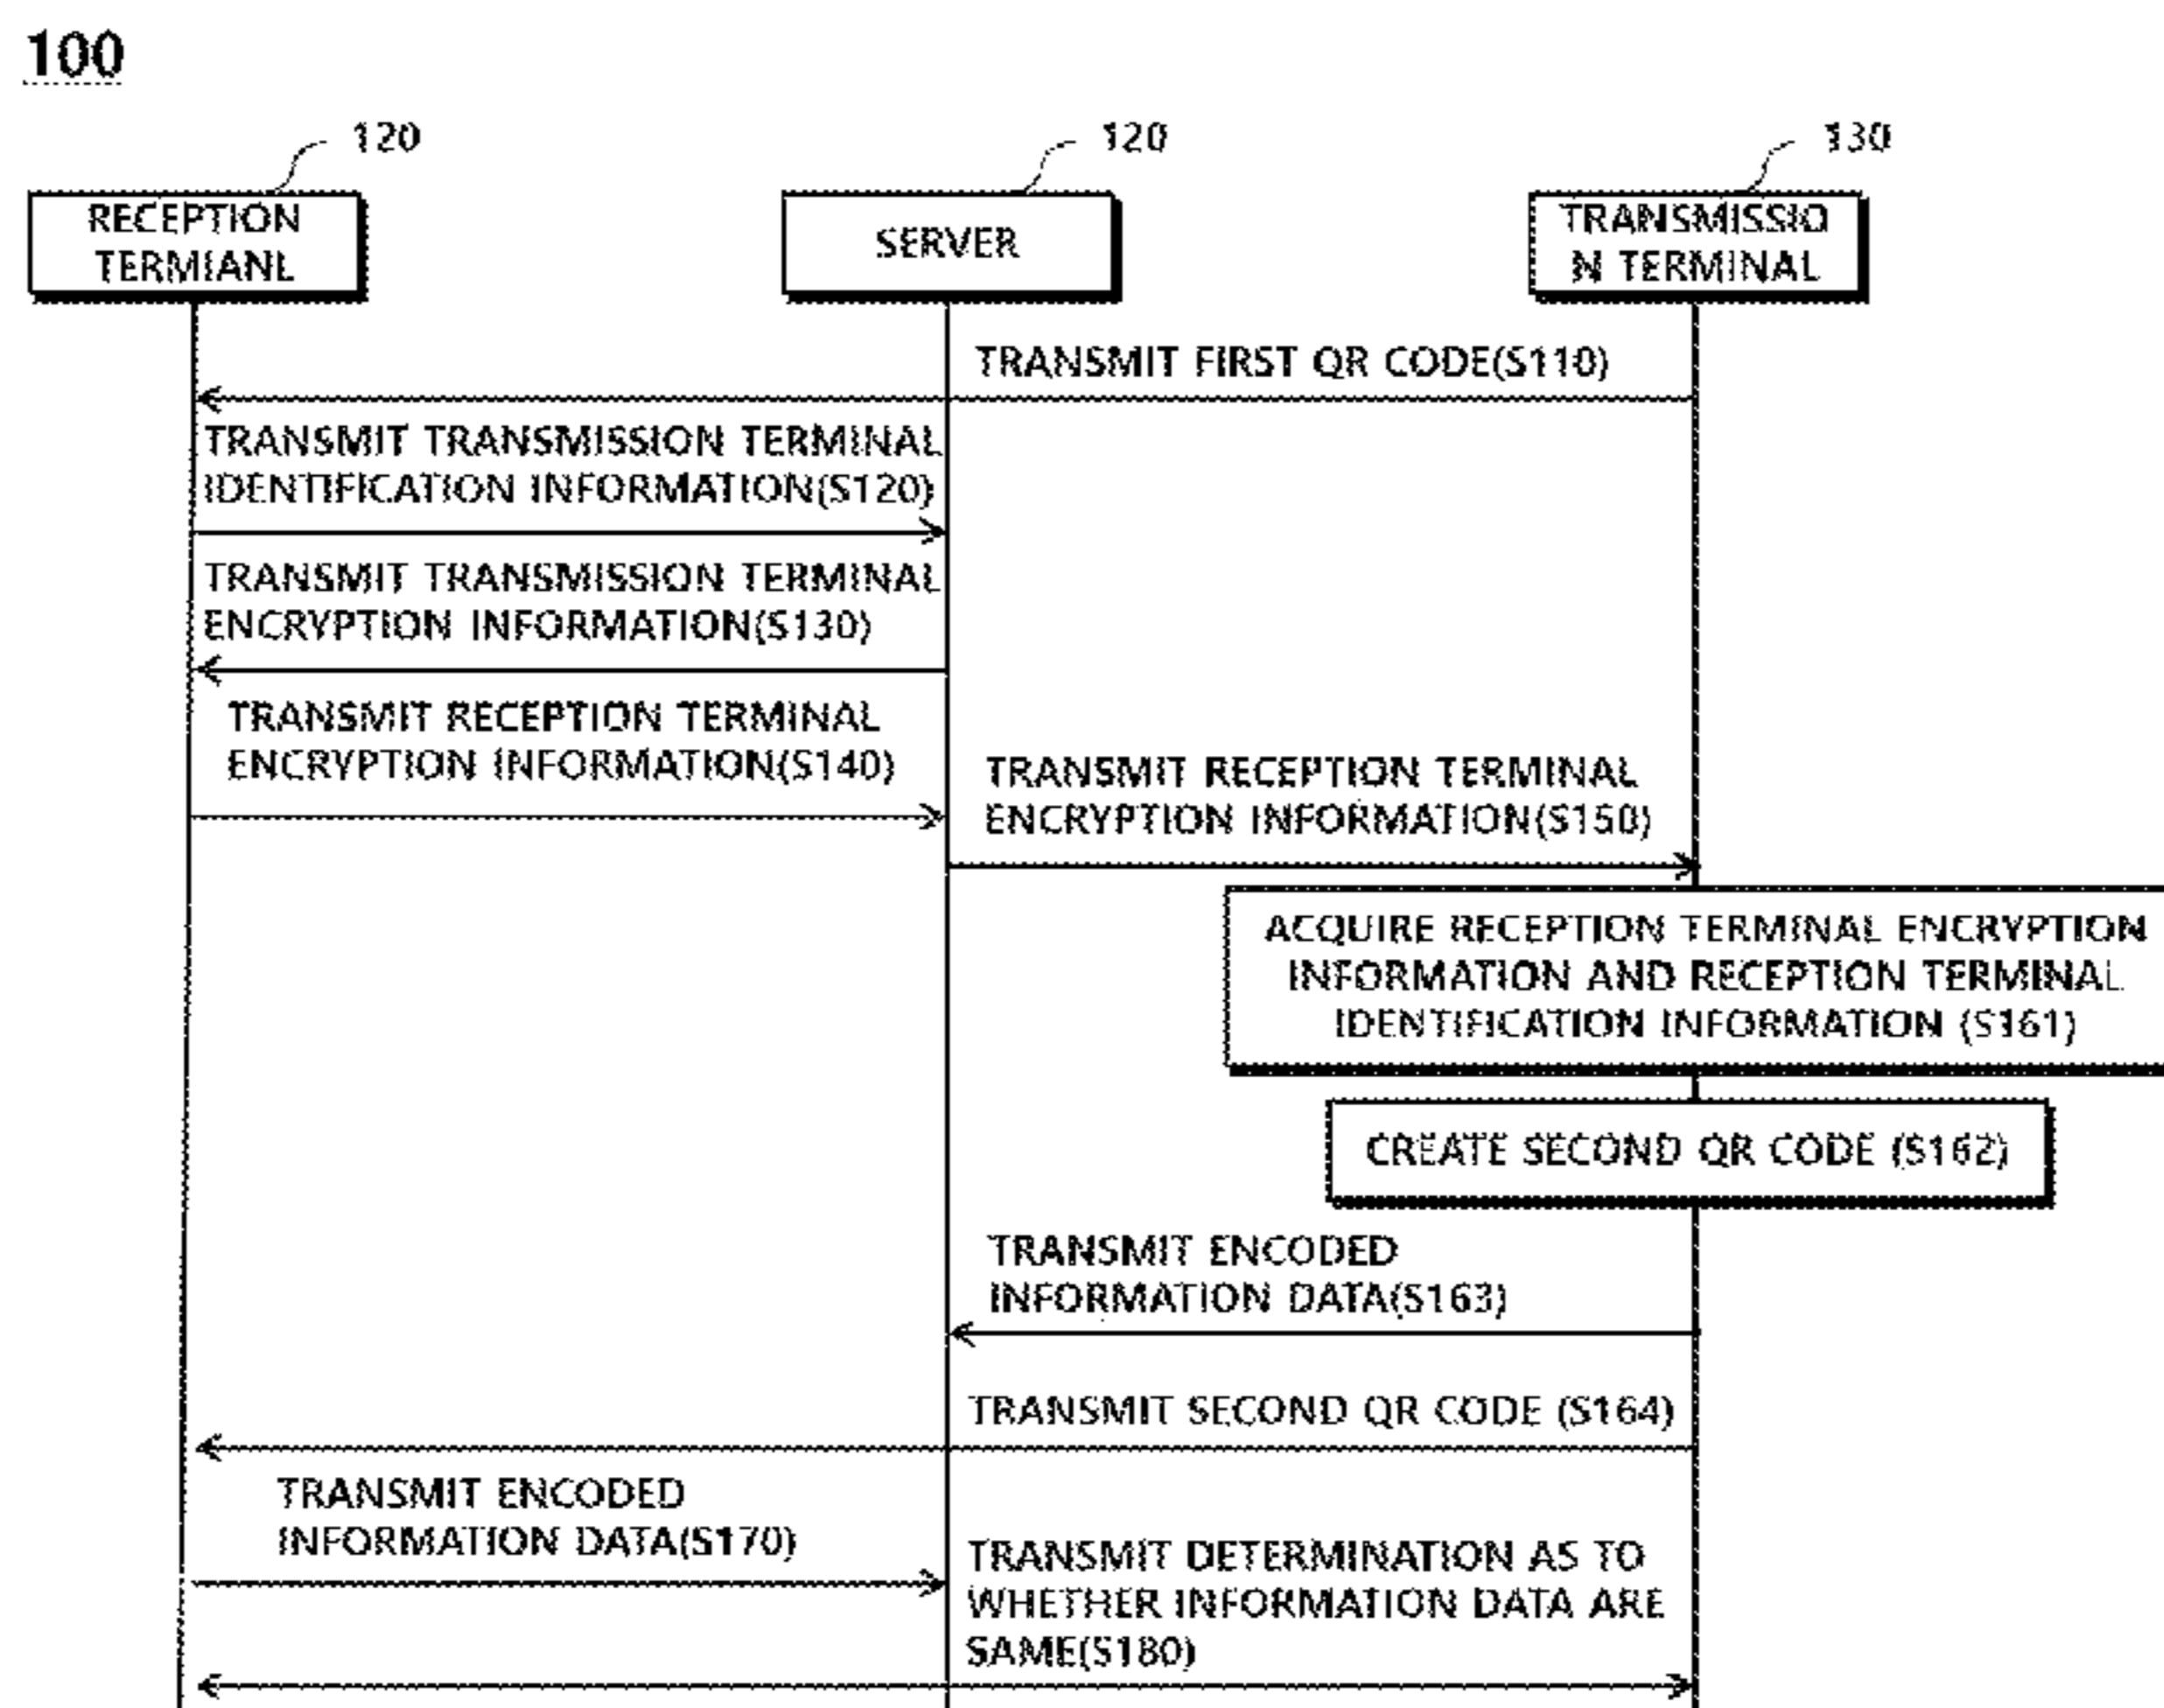 100
120
120
130
RECEPTION
TERMIANL
SERVER
TRANSMISSIO
N TERMINAL
TRANSMIT FIRST QR CODE(S110)
TRANSMIT TRANSMISSION TERMINAL
IDENTIFICATION INFORMATION(S120)
TRANSMIT TRANSMISSION TERMINAL
ENCRYPTION INFORMATION(S130)
TRANSMIT RECEPTION TERMINAL
ENCRYPTION INFORMATION(S140)
TRANSMIT RECEPTION TERMINAL
ENCRYPTION INFORMATION(S150)
ACQUIRE RECEPTION TERMINAL ENCRYPTION
INFORMATION AND RECEPTION TERMINAL
IDENTIFICATION INFORMATION (S161)
CREATE SECOND QR CODE (S162)
TRANSMIT ENCODED
INFORMATION DATA(S163)
TRANSMIT SECOND QR CODE (S164)
TRANSMIT ENCODED
INFORMATION DATA(S170)
TRANSMIT DETERMINATION AS TO
WHETHER INFORMATION DATA ARE
SAME(S180)